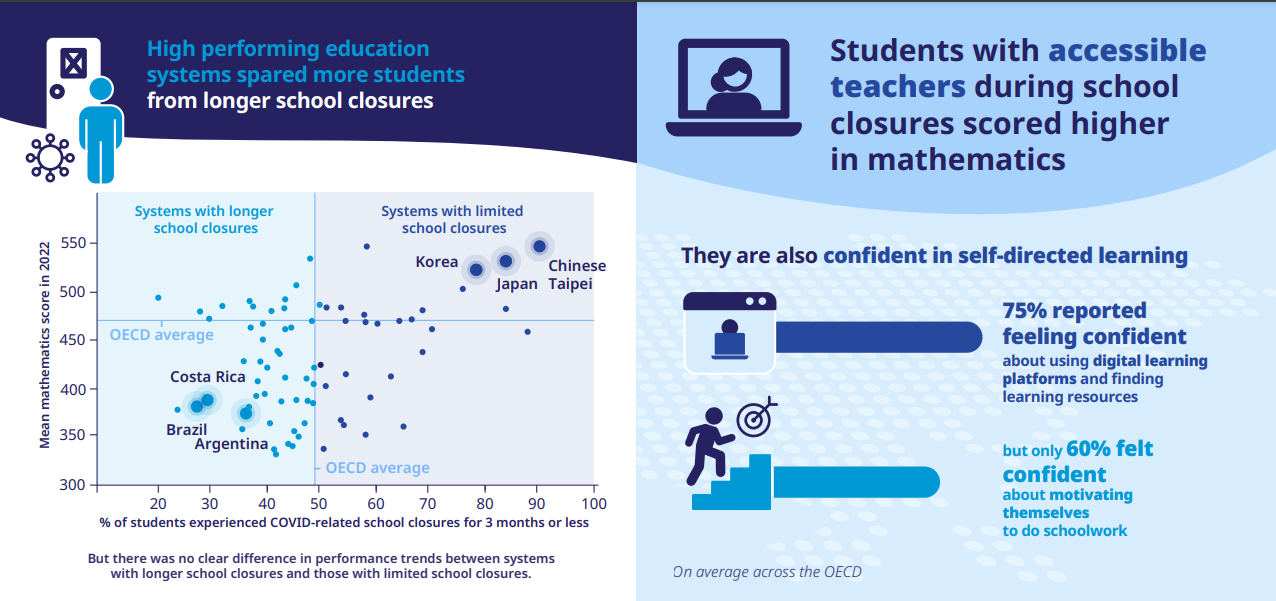 High performing education
systems spared more students
from longer school closures
Systems with longer
school closures
Systems with limited
school closures
Mean mathematics score in 2022
550
500
450
400
350
300
Korea
Japan
Chinese
Taipei
OECD average
Costa Rica
Brazil
Argentina
OECD average
20
30
40
50
60
70
80
90
100
% of students experienced COVID-related school closures for 3 months or less
But there was no clear difference in performance trends between systems
with longer school closures and those with limited school closures.
Students with accessible
teachers during school
closures scored higher
in mathematics
They are also confident in self-directed learning
75% reported
feeling confident
about using digital learning
platforms and finding
learning resources
but only 60% felt
confident
about motivating
themselves
to do schoolwork
On average across the OECD